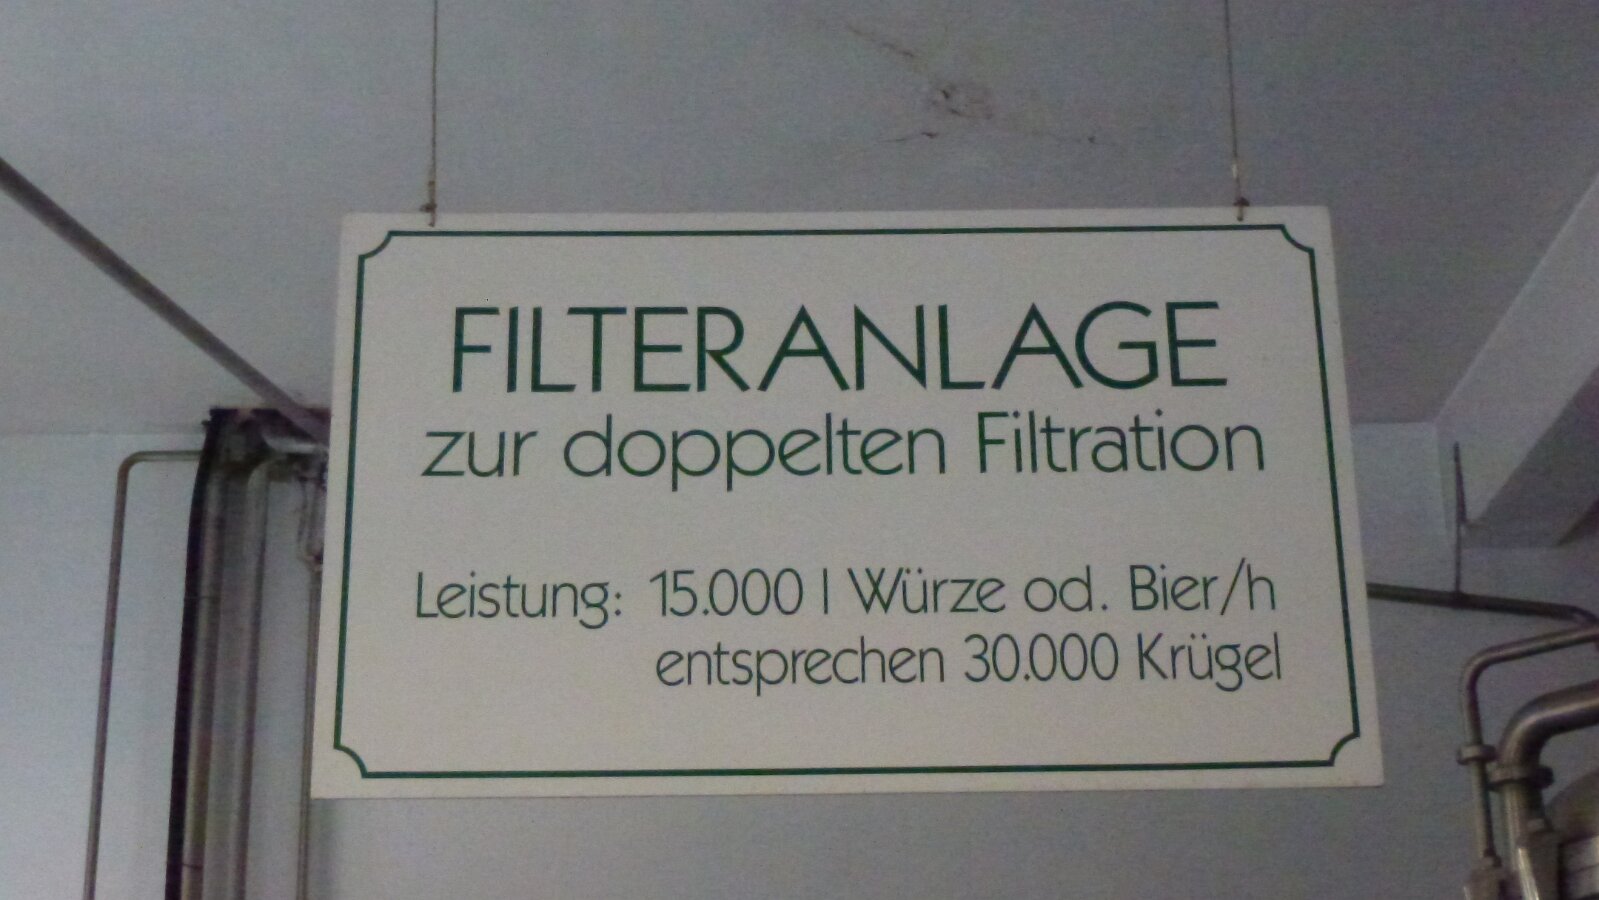 FILTERANLAGE
zur doppelten Filtration
Leistung: 15.000 l Würze od. Bier/h
entsprechen 30.000 Krügel